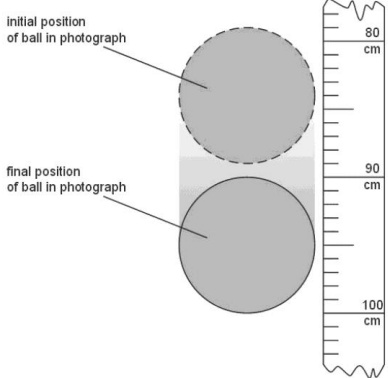 initial position
of ball in photograph
80
cm
final position
of ball in photograph
90
cm
100
cm